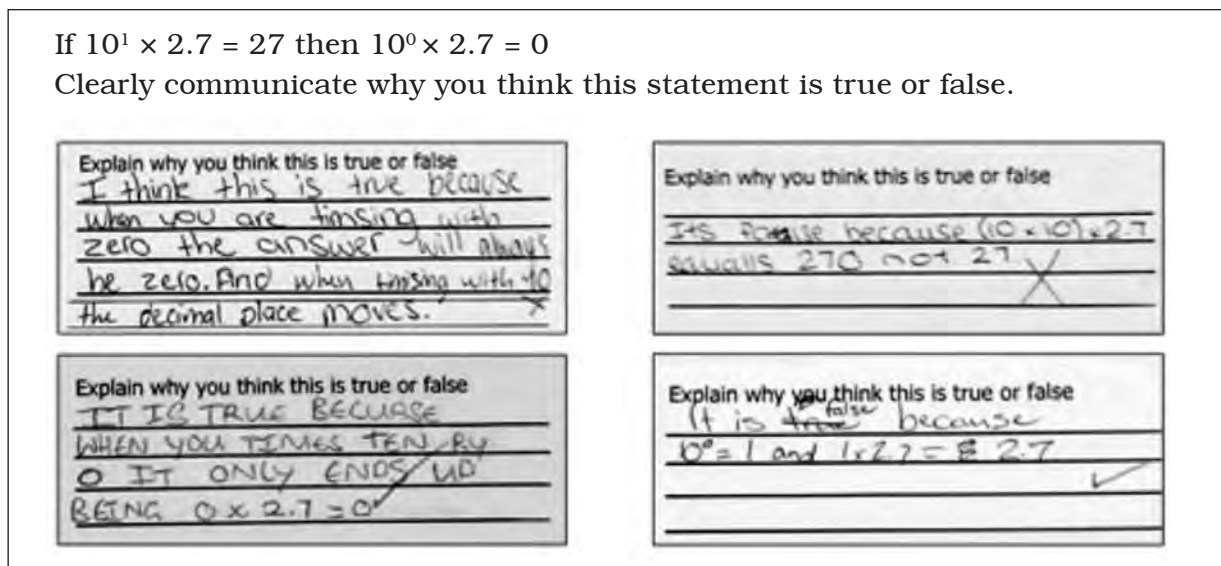 If 10¹ × 2.7 = 27 then 10⁰ × 2.7 = 0
Clearly communicate why you think this statement is true or false.
Explain why you think this is true or false
I think this is true because
when you are timsing with
zero the answer will always
be zero. And when timsing with 10
the decimal place moves.
Explain why you think this is true or false
Its because (10 × 10) × 2.7
equalls 270 not 27
Explain why you think this is true or false
IT IS TRUE BECUASE
WHEN YOU TIMES TEN BY
0 IT ONLY ENDS UP
BEING 0 × 2.7 = 0
Explain why you think this is true or false
It is false because
10⁰ = 1 and 1 × 2.7 = 2.7